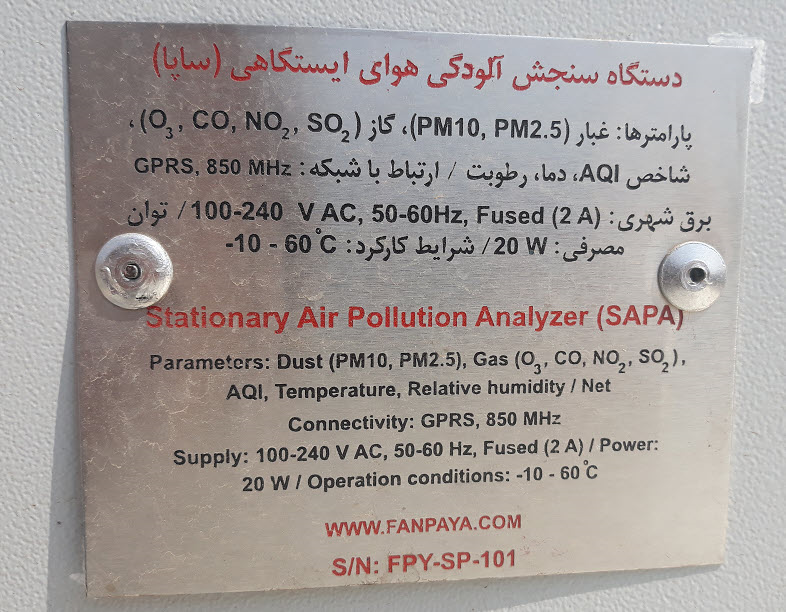 دستگاه سنجش آلودگی هوای ایستگاهی (ساپا)
پارامترها: غبار (PM10, PM2.5)، گاز (O₃, CO, NO₂, SO₂)،
شاخص AQI، دما، رطوبت / ارتباط با شبکه: GPRS, 850 MHz
برق شهری: 100-240 V AC, 50-60Hz, Fused (2 A) / توان
مصرفی: 20 W / شرایط کارکرد: -10 - 60°C
Stationary Air Pollution Analyzer (SAPA)
Parameters: Dust (PM10, PM2.5), Gas (O₃, CO, NO₂, SO₂),
AQI, Temperature, Relative humidity / Net
Connectivity: GPRS, 850 MHz
Supply: 100-240 V AC, 50-60 Hz, Fused (2 A) / Power:
20 W / Operation conditions: -10 - 60°C
WWW.FANPAYA.COM
S/N: FPY-SP-101